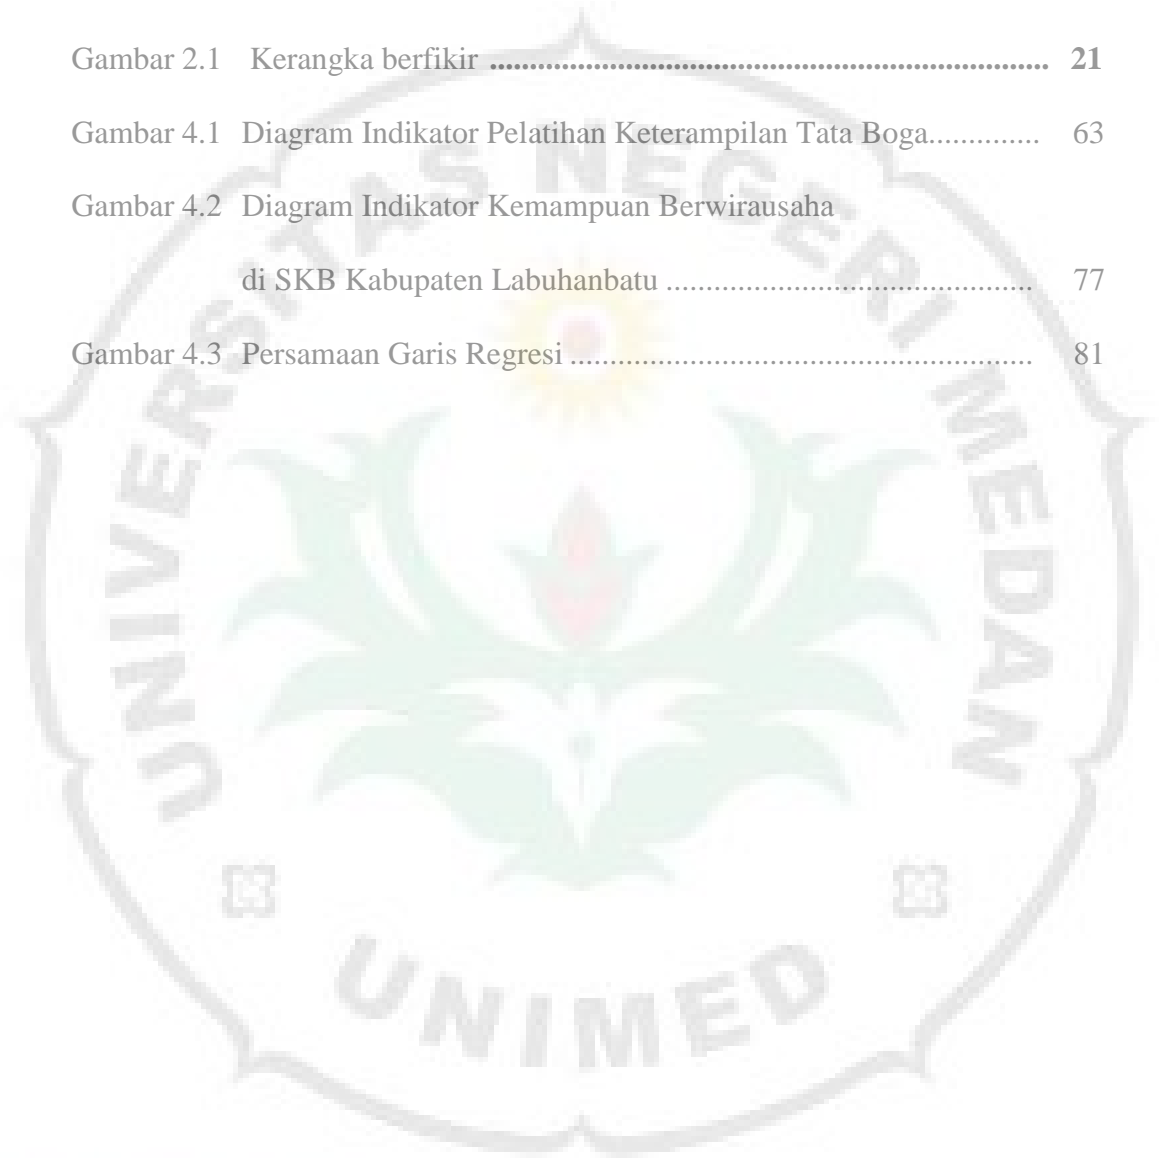 Gambar 2.1 Kerangka berfikir ...................................................................... 21
Gambar 4.1 Diagram Indikator Pelatihan Keterampilan Tata Boga.............. 63
Gambar 4.2 Diagram Indikator Kemampuan Berwirausaha
di SKB Kabupaten Labuhanbatu .............................................. 77
Gambar 4.3 Persamaan Garis Regresi .......................................................... 81
UNIVERSITAS NEGERI MEDAN
UNIMED